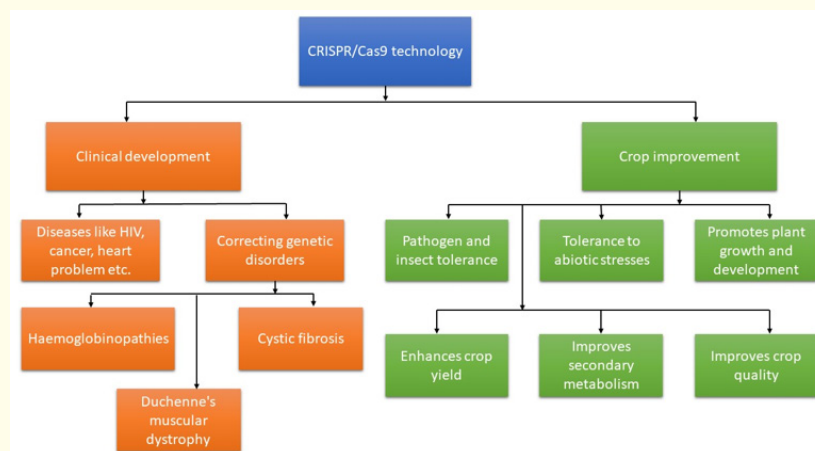 CRISPR/Cas9 technology
Clinical development
Crop improvement
Diseases like HIV,
cancer, heart
problem etc.
Correcting genetic
disorders
Pathogen and
insect tolerance
Tolerance to
abiotic stresses
Promotes plant
growth and
development
Haemoglobinopathies
Cystic fibrosis
Duchenne's
muscular
dystrophy
Enhances crop
yield
Improves
secondary
metabolism
Improves crop
quality